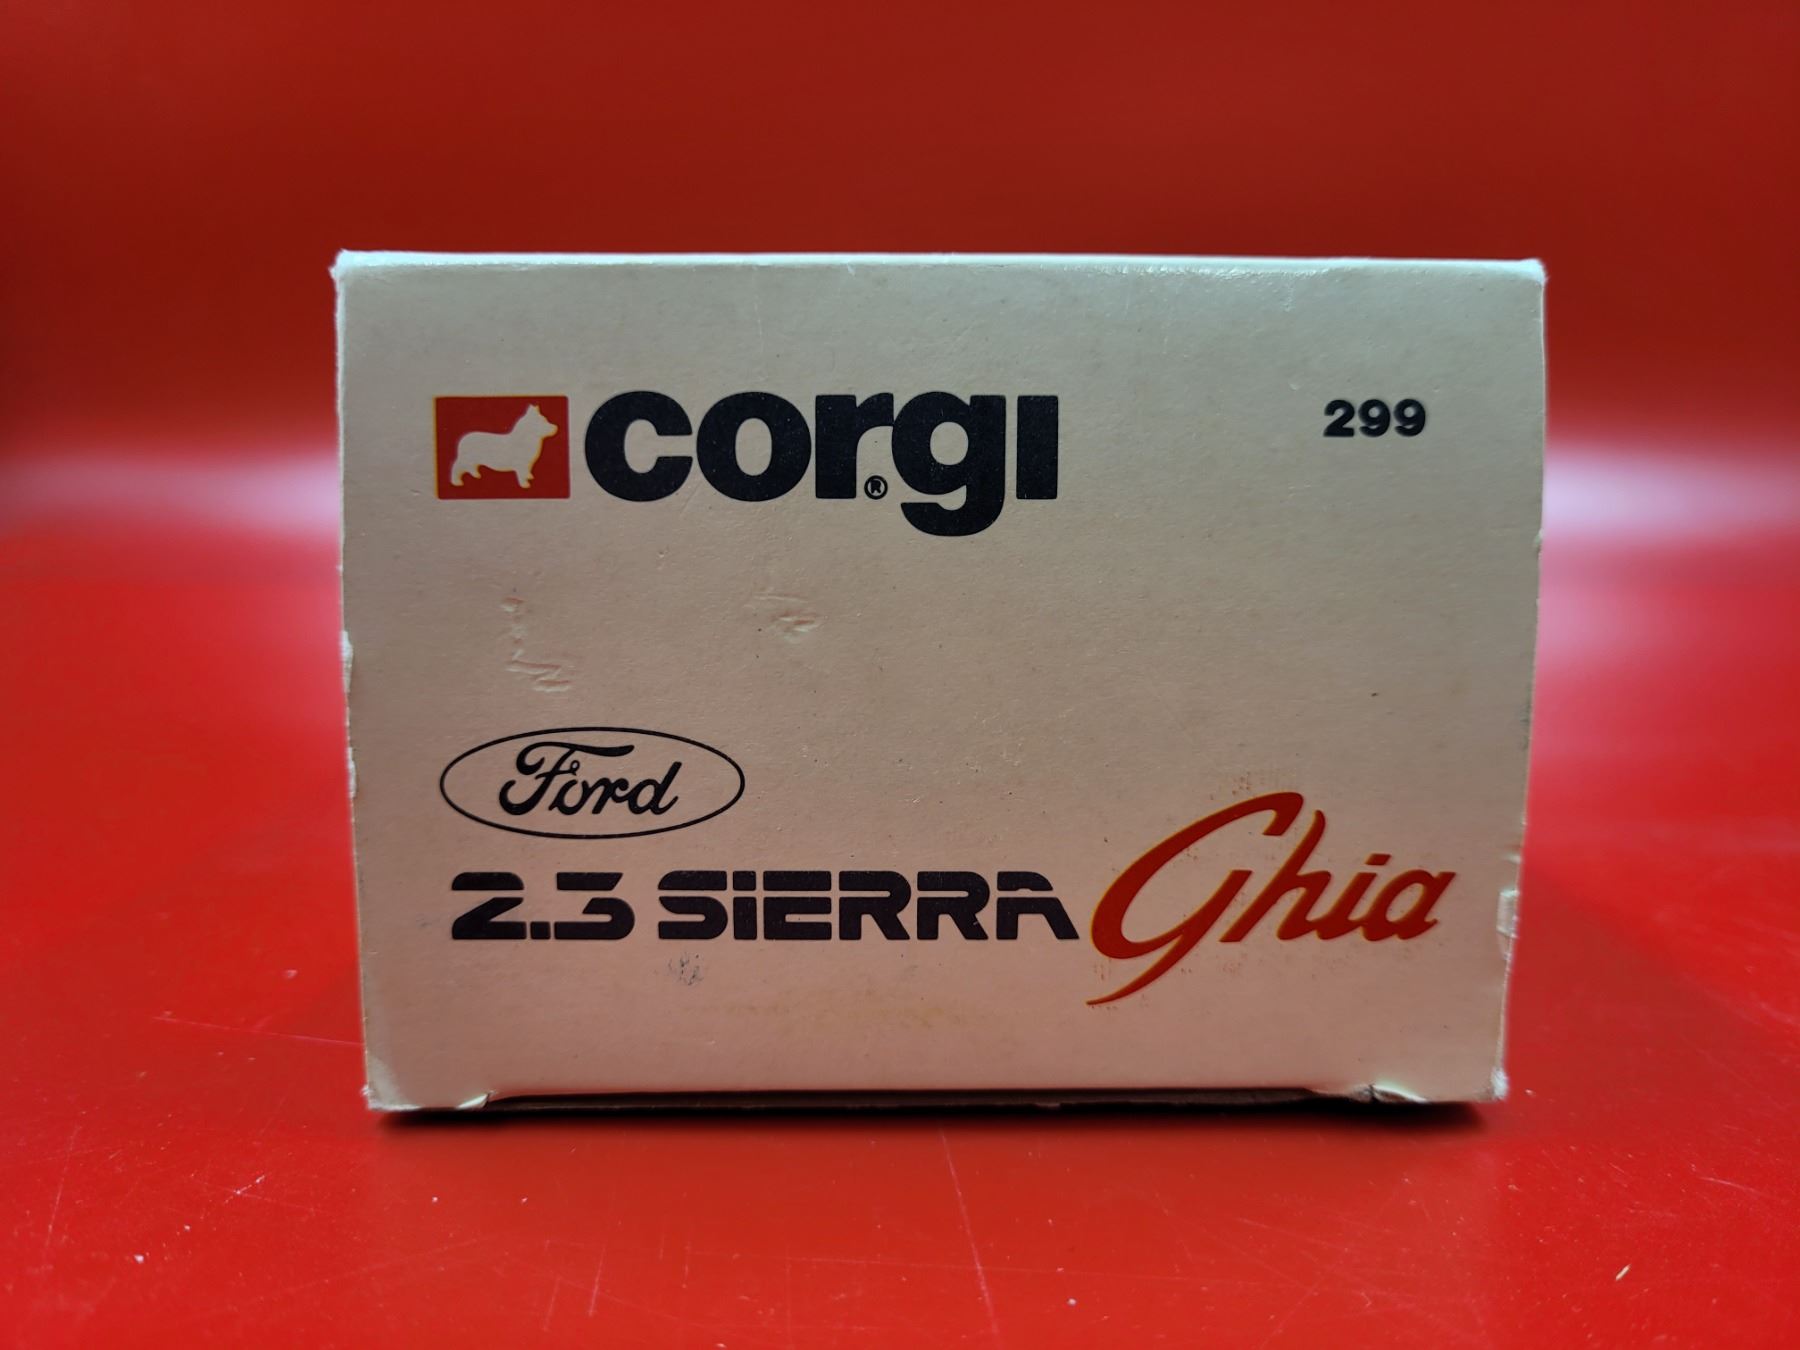 corgi® 299
Ford
2.3 SIERRA Ghia